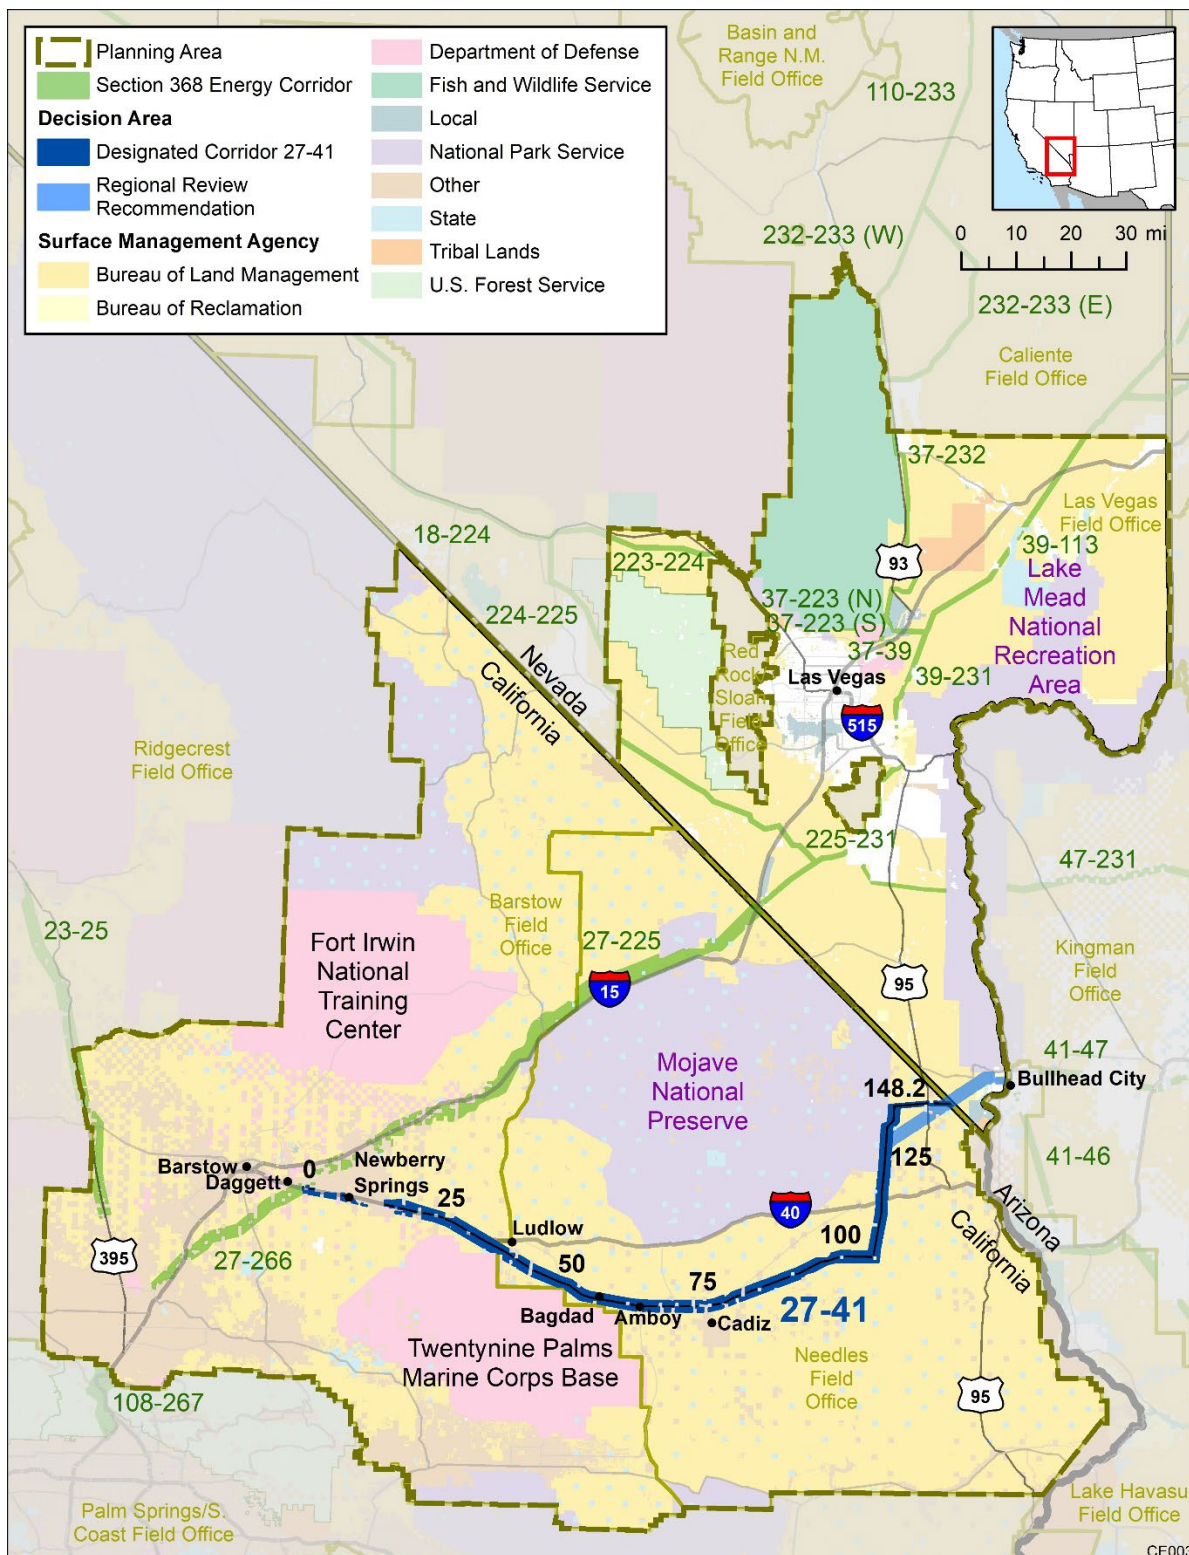 Planning Area
Section 368 Energy Corridor
Decision Area
Designated Corridor 27-41
Regional Review
Recommendation
Surface Management Agency
Bureau of Land Management
Bureau of Reclamation
Department of Defense
Fish and Wildlife Service
Local
National Park Service
Other
State
Tribal Lands
U.S. Forest Service
Basin and
Range N.M.
Field Office
110-233
0 10 20 30 mi
232-233 (W)
232-233 (E)
Caliente
Field Office
37-232
Las Vegas
Field Office
18-224
223-224
93
39-113
Lake
Mead
National
Recreation
Area
224-225
37-223 (N)
37-223 (S)
37-39
Nevada
California
Red
Rock/
Sloan
Field
Office
Las Vegas
39-231
515
Ridgecrest
Field Office
225-231
47-231
23-25
Barstow
Field
Office
Fort Irwin
National
Training
Center
27-225
15
95
Kingman
Field
Office
Mojave
National
Preserve
41-47
Bullhead City
148.2
125
41-46
Barstow
Daggett
0
Newberry
Springs
25
Ludlow
40
100
Arizona
California
395
27-266
50
75
Bagdad
Amboy
Cadiz
27-41
Twentynine Palms
Marine Corps Base
Needles
Field
Office
95
108-267
Palm Springs/S.
Coast Field Office
Lake Havasu
Field Office
CE003